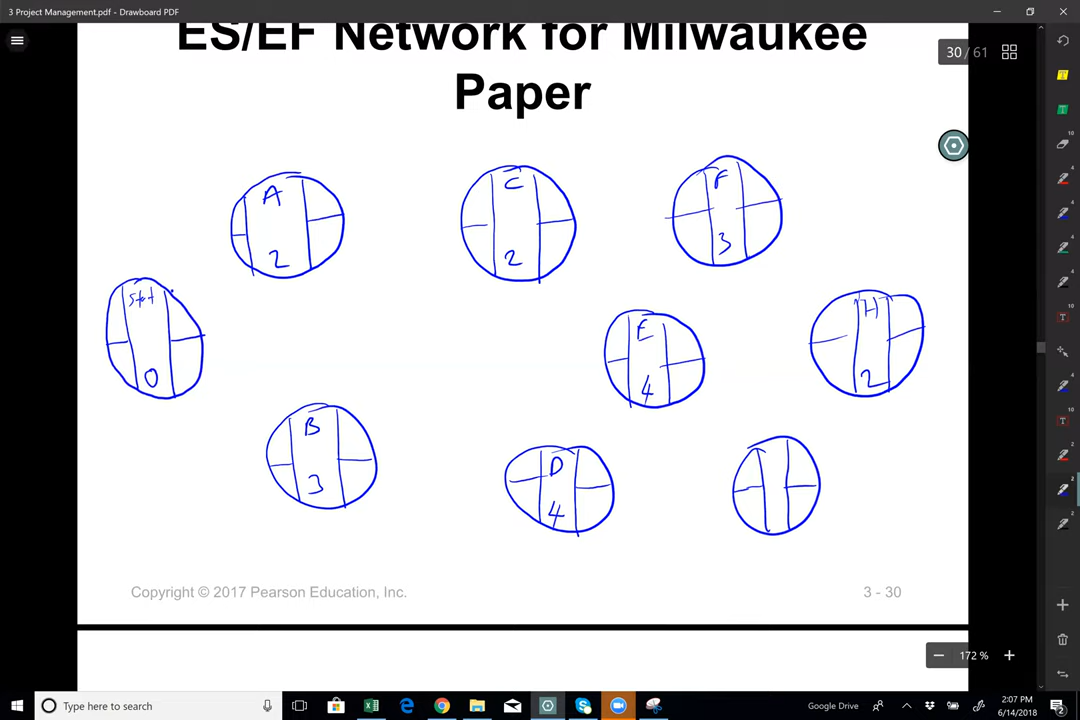 3 Project Management.pdf - Drawboard PDF
ES/EF Network for Milwaukee
Paper
30 / 61
A
2
C
2
F
3
0
E
4
H
2
B
3
D
4
Copyright © 2017 Pearson Education, Inc.
3 - 30
172 %
Type here to search
Google Drive
2:07 PM
6/14/2018